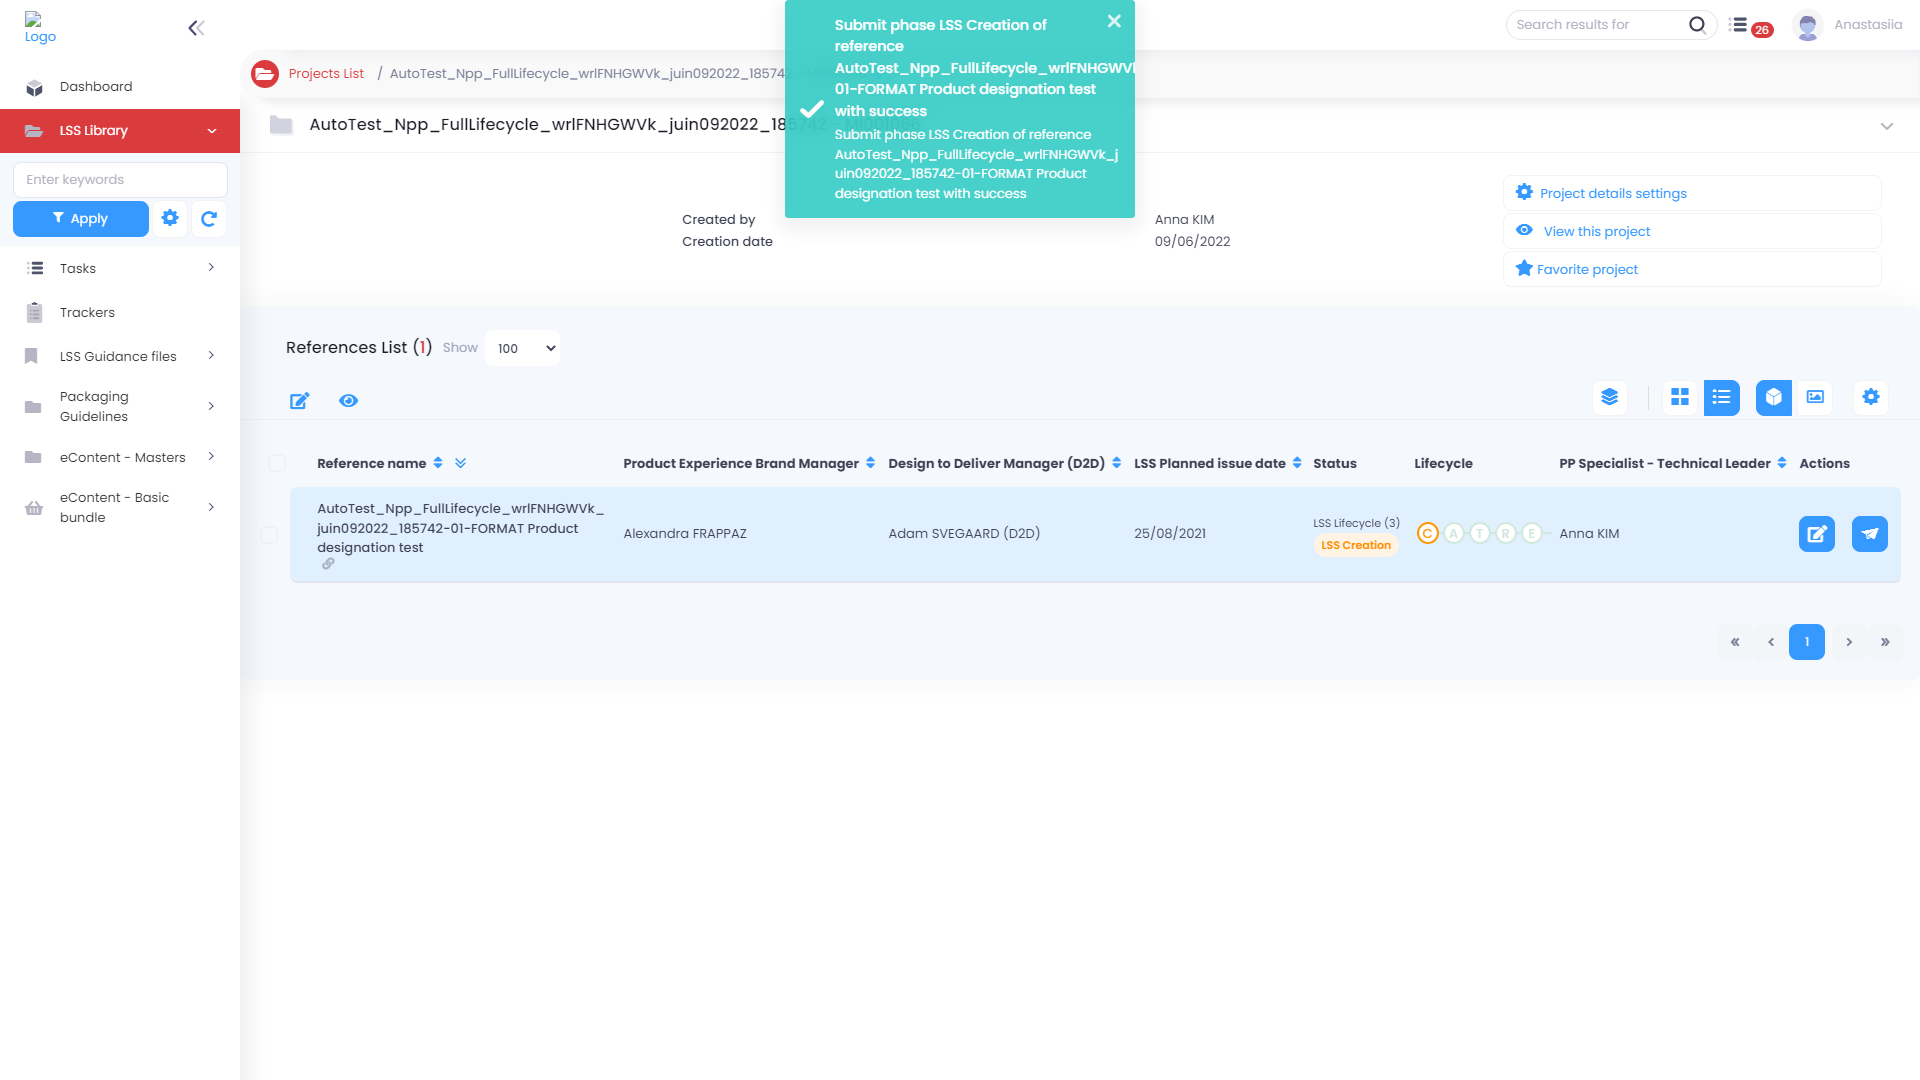 Logo
Dashboard
LSS Library
Enter keywords
Apply
Tasks
Trackers
LSS Guidance files
Packaging
Guidelines
eContent - Masters
eContent - Basic
bundle
Search results for
26
Anastasiia
Projects List / AutoTest_Npp_FullLifecycle_wrlFNHGWVk_juin092022_185742
AutoTest_Npp_FullLifecycle_wrlFNHGWVk_juin092022_185742
Submit phase LSS Creation of
reference
AutoTest_Npp_FullLifecycle_wrlFNHGWVk
01-FORMAT Product designation test
with success
Submit phase LSS Creation of reference
AutoTest_Npp_FullLifecycle_wrlFNHGWVk_j
uin092022_185742-01-FORMAT Product
designation test with success
Created by Anna KIM
Creation date 09/06/2022
Project details settings
View this project
Favorite project
References List (1) Show 100
Reference name Product Experience Brand Manager Design to Deliver Manager (D2D) LSS Planned issue date Status Lifecycle PP Specialist - Technical Leader Actions
AutoTest_Npp_FullLifecycle_wrlFNHGWVk_
juin092022_185742-01-FORMAT Product
designation test
Alexandra FRAPPAZ
Adam SVEGAARD (D2D)
25/08/2021
LSS Lifecycle (3)
LSS Creation
C A T R E
Anna KIM
« ‹ 1 › »